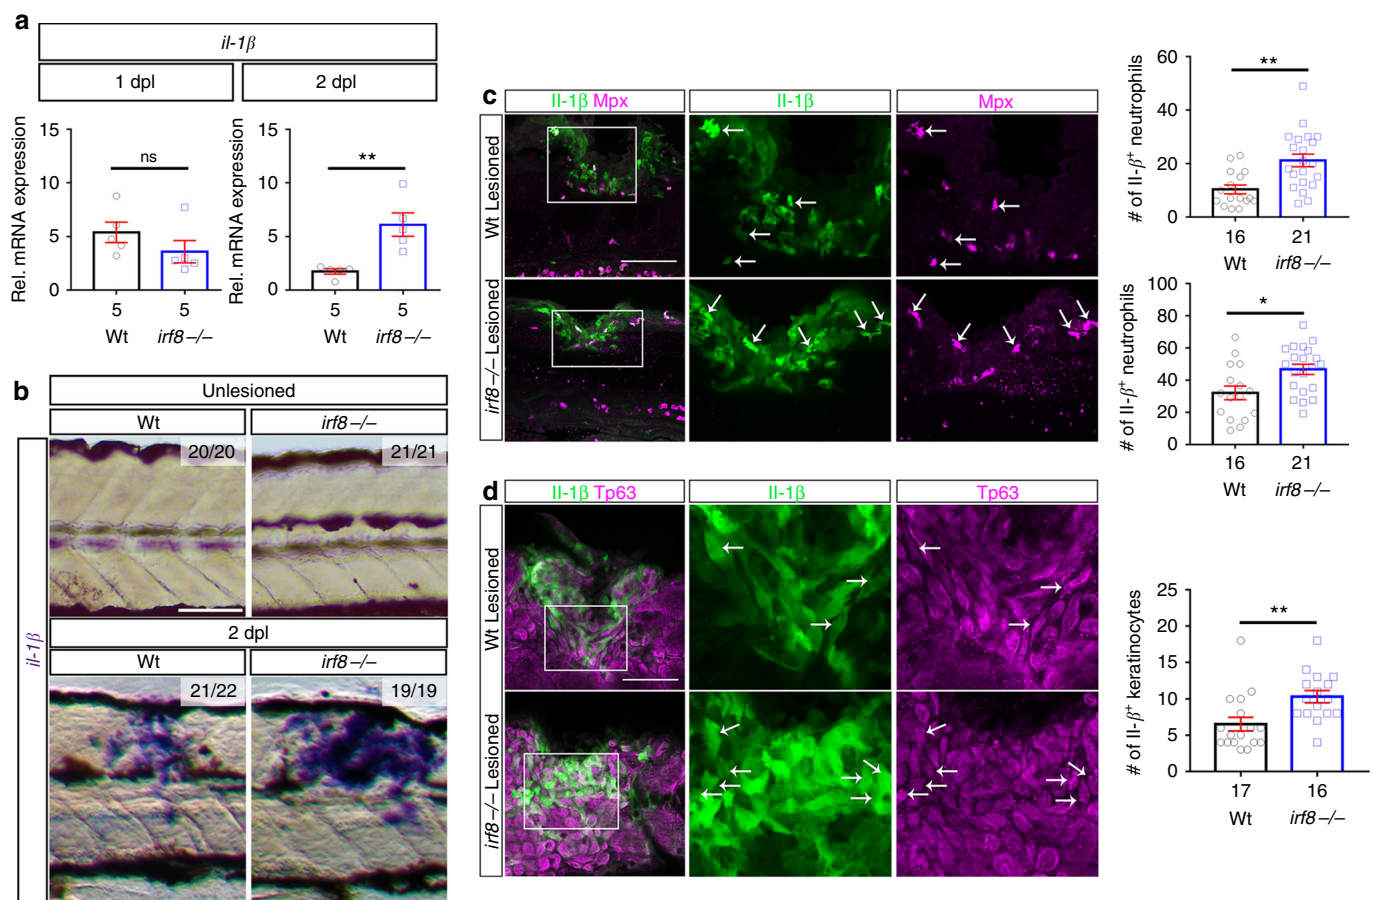 a
il-1β
1 dpl
2 dpl
Rel. mRNA expression
15
10
5
0
ns
5
5
Wt
irf8–/–
Rel. mRNA expression
15
10
5
0
**
5
5
Wt
irf8–/–
b
Unlesioned
Wt
irf8–/–
20/20
21/21
il-1β
2 dpl
Wt
irf8–/–
21/22
19/19
c
Il-1β Mpx
Il-1β
Mpx
Wt Lesioned
irf8–/– Lesioned
# of Il-β+ neutrophils
60
40
20
0
**
16
21
Wt
irf8–/–
# of Il-β+ neutrophils
100
80
60
40
20
0
*
16
21
Wt
irf8–/–
d
Il-1β Tp63
Il-1β
Tp63
Wt Lesioned
irf8–/– Lesioned
# of Il-β+ keratinocytes
25
20
15
10
5
0
**
17
16
Wt
irf8–/–